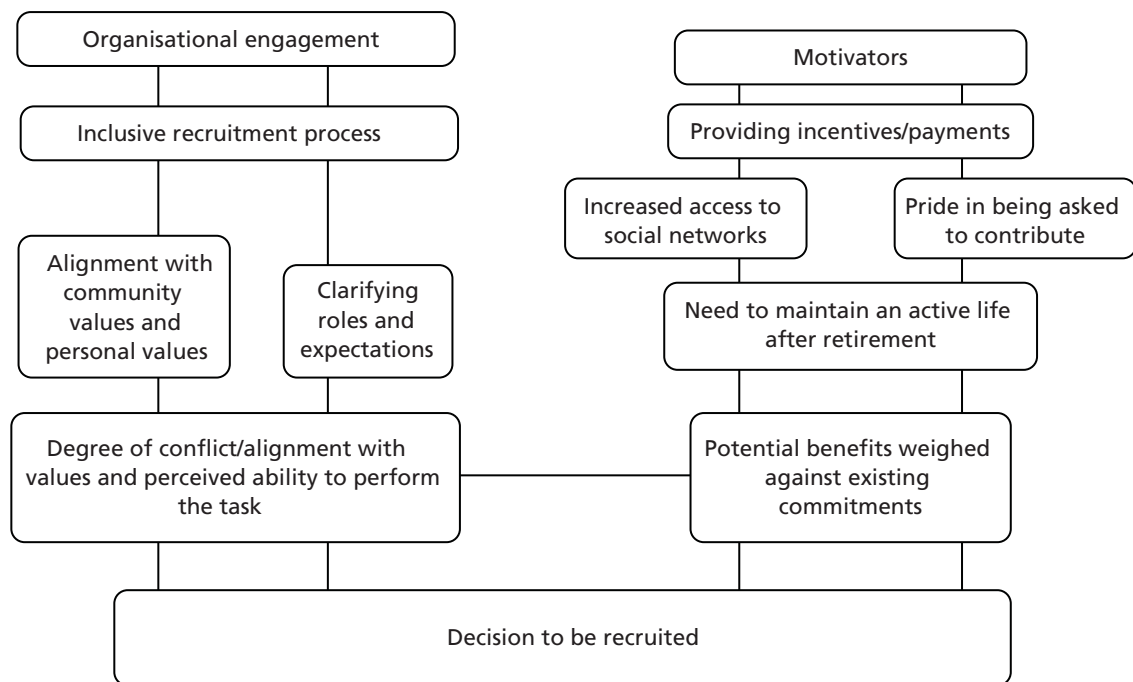 Organisational engagement
Inclusive recruitment process
Alignment with
community
values and
personal values
Clarifying
roles and
expectations
Degree of conflict/alignment with
values and perceived ability to perform
the task
Motivators
Providing incentives/payments
Increased access to
social networks
Pride in being asked
to contribute
Need to maintain an active life
after retirement
Potential benefits weighed
against existing
commitments
Decision to be recruited